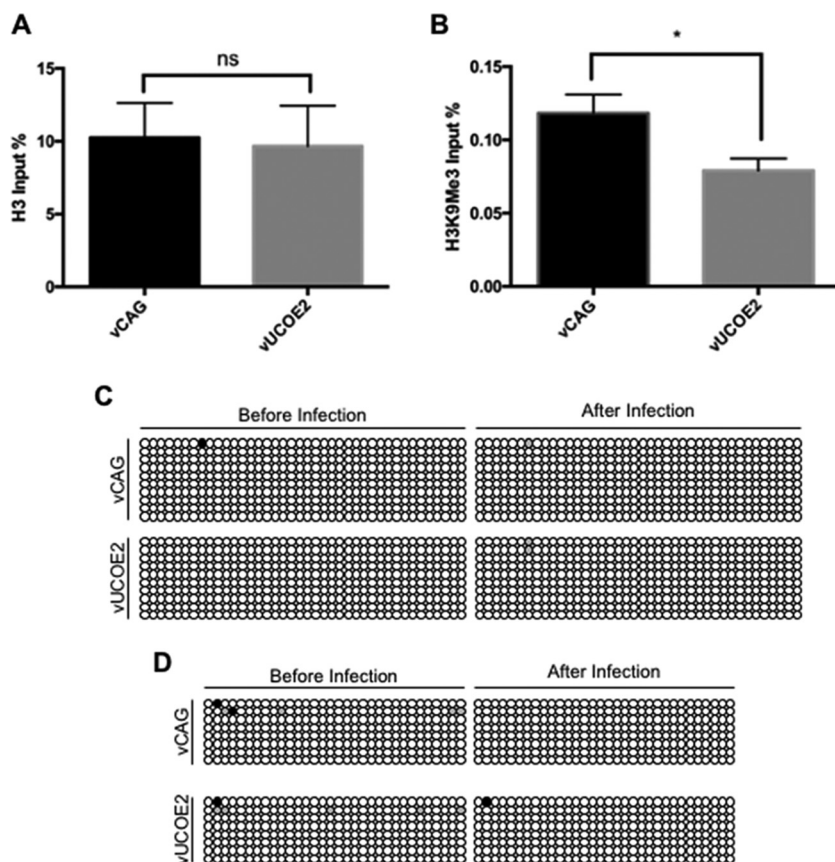 A
ns
15
10
5
0
H3 Input %
vCAG
vUCOE2
B
*
0.15
0.10
0.05
0.00
H3K9Me3 Input %
vCAG
vUCOE2
C
Before Infection
After Infection
vCAG
vUCOE2
D
Before Infection
After Infection
vCAG
vUCOE2